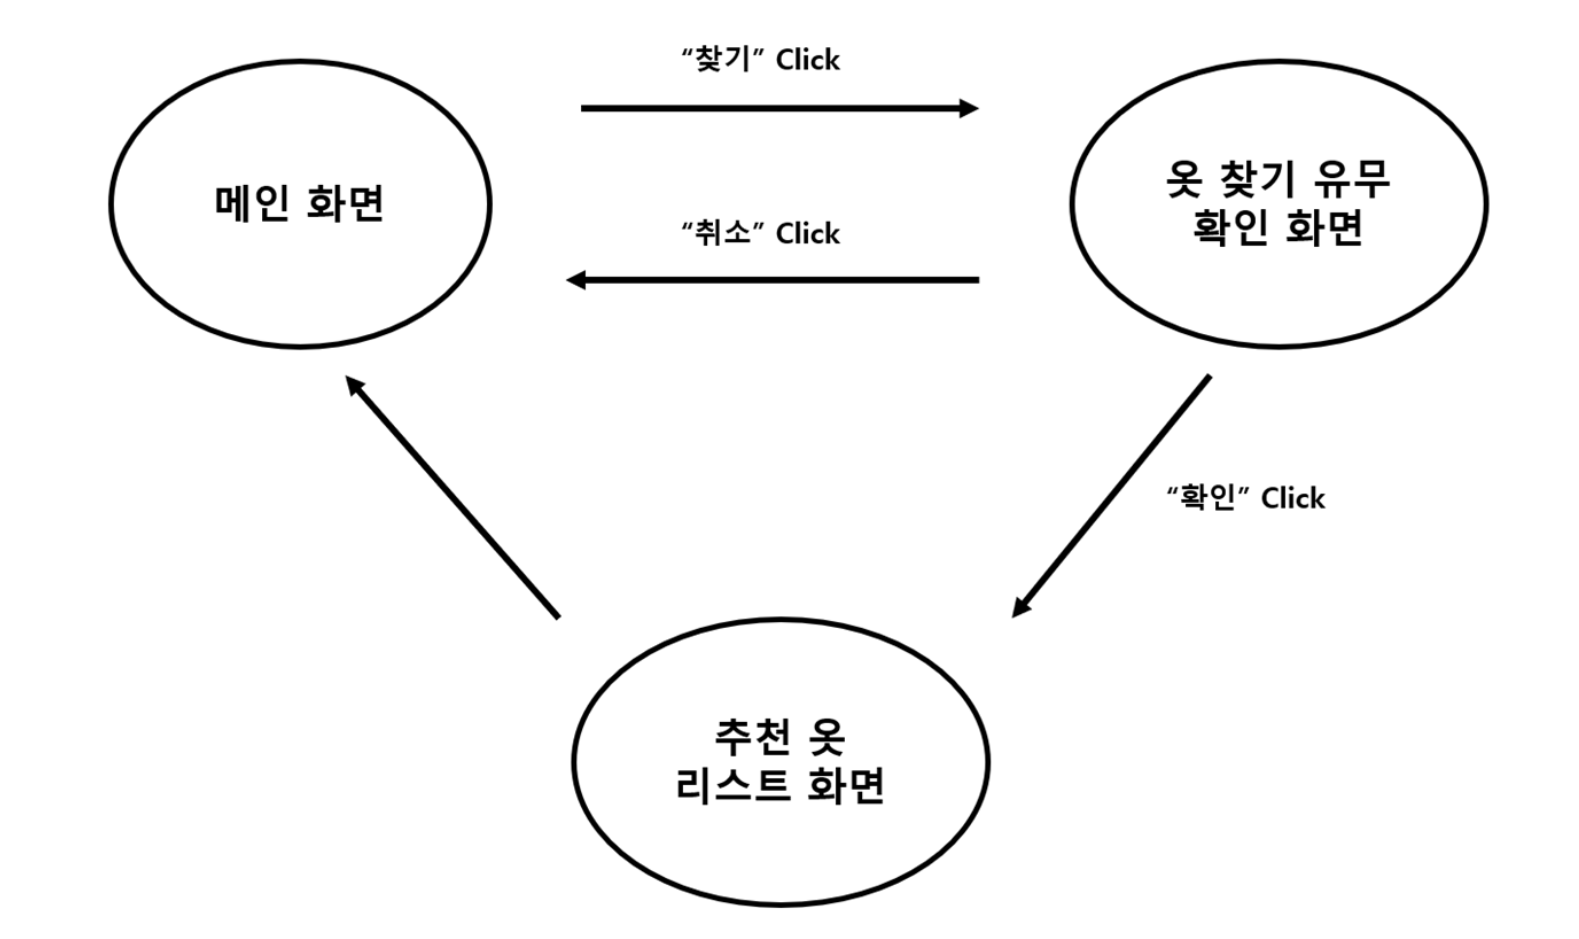 “찾기” Click
메인 화면
옷 찾기 유무
확인 화면
“취소” Click
“확인” Click
추천 옷
리스트 화면